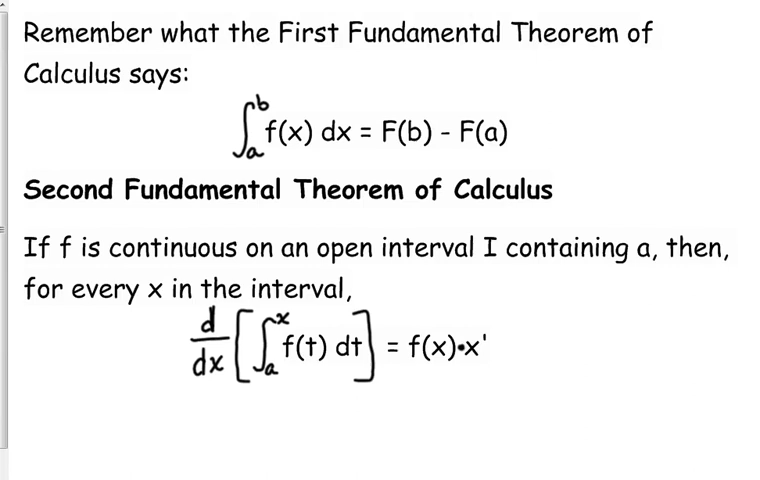 Remember what the First Fundamental Theorem of
Calculus says:
∫ₐᵇ f(x) dx = F(b) - F(a)
Second Fundamental Theorem of Calculus
If f is continuous on an open interval I containing a, then,
for every x in the interval,
d/dx [∫ₐˣ f(t) dt] = f(x)•x'